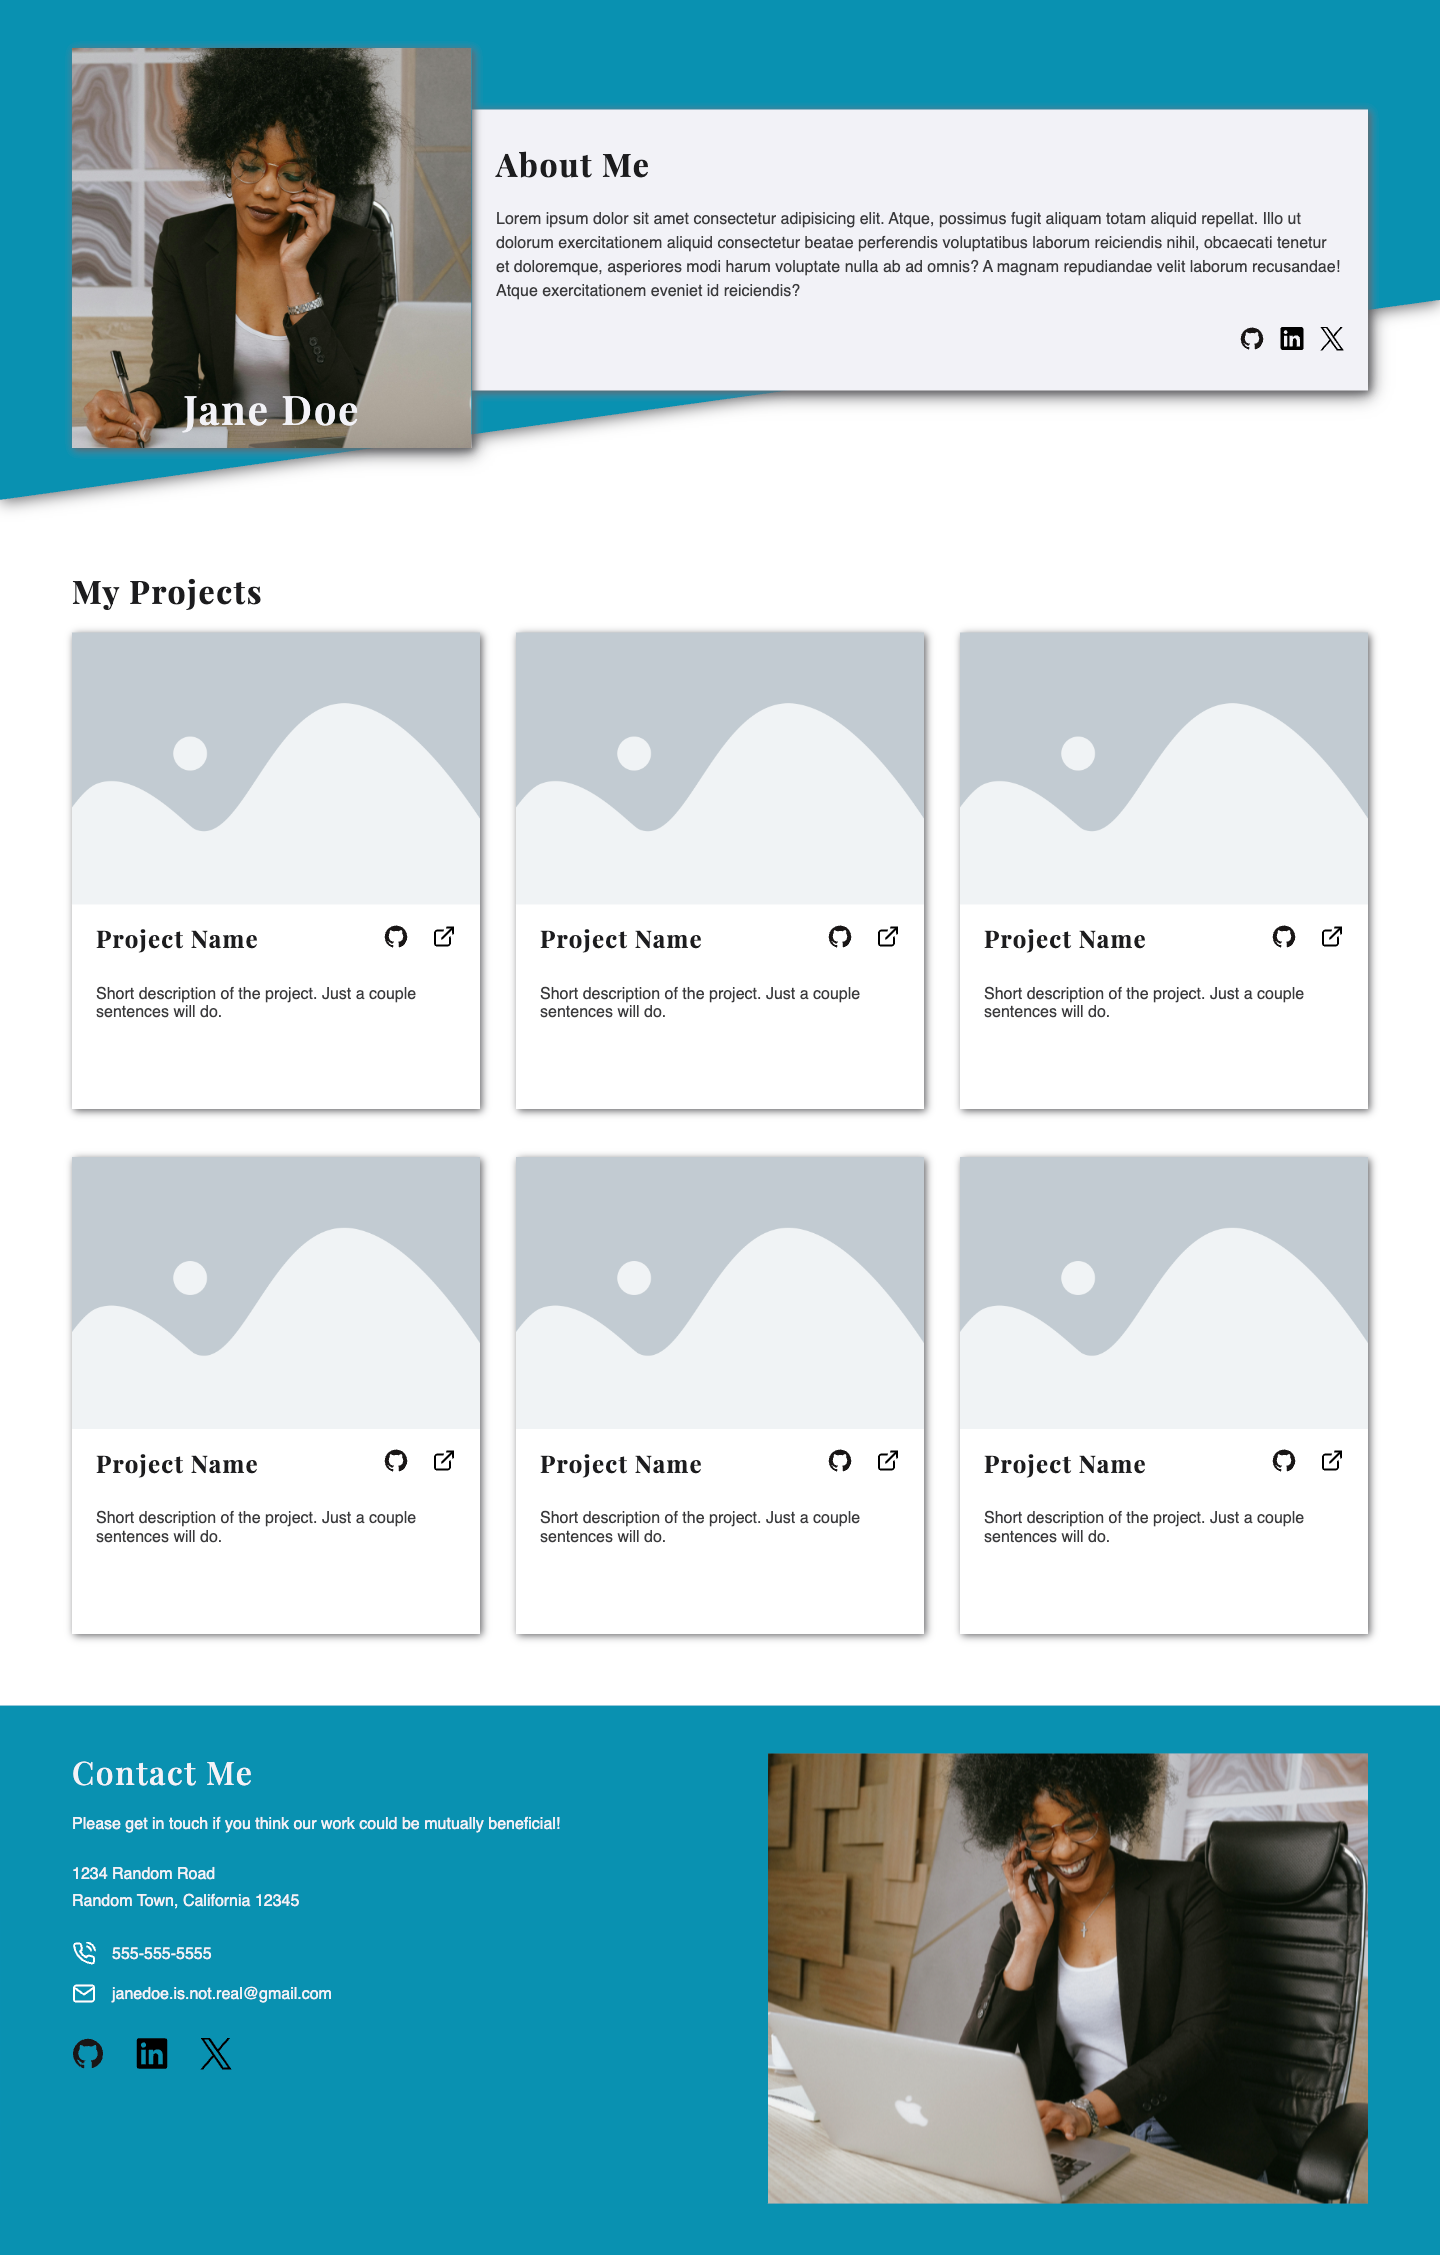 Jane Doe
About Me
Lorem ipsum dolor sit amet consectetur adipisicing elit. Atque, possimus fugit aliquam totam aliquid repellat. Illo ut
dolorum exercitationem aliquid consectetur beatae perferendis voluptatibus laborum reiciendis nihil, obcaecati tenetur
et doloremque, asperiores modi harum voluptate nulla ab ad omnis? A magnam repudiandae velit laborum recusandae!
Atque exercitationem eveniet id reiciendis?
My Projects
Project Name
Short description of the project. Just a couple
sentences will do.
Project Name
Short description of the project. Just a couple
sentences will do.
Project Name
Short description of the project. Just a couple
sentences will do.
Project Name
Short description of the project. Just a couple
sentences will do.
Project Name
Short description of the project. Just a couple
sentences will do.
Project Name
Short description of the project. Just a couple
sentences will do.
Contact Me
Please get in touch if you think our work could be mutually beneficial!
1234 Random Road
Random Town, California 12345
555-555-5555
janedoe.is.not.real@gmail.com